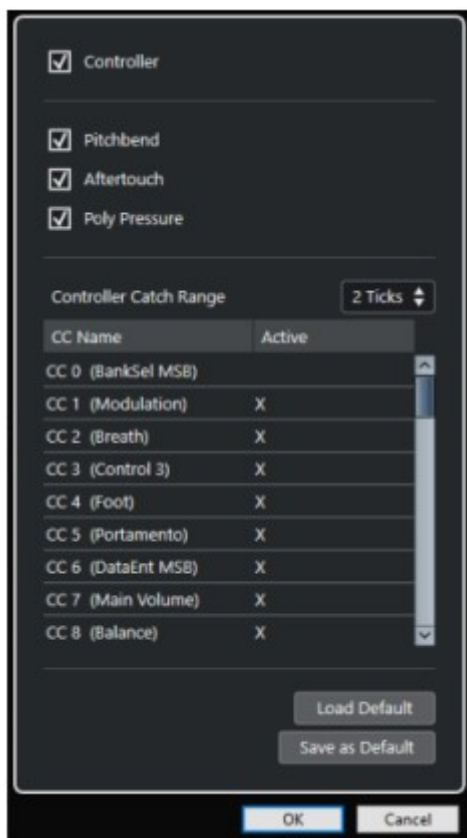 Controller
Pitchbend
Aftertouch
Poly Pressure
Controller Catch Range 2 Ticks
CC Name Active
CC 0 (BankSel MSB)
CC 1 (Modulation) X
CC 2 (Breath) X
CC 3 (Control 3) X
CC 4 (Foot) X
CC 5 (Portamento) X
CC 6 (DataEnt MSB) X
CC 7 (Main Volume) X
CC 8 (Balance) X
Load Default
Save as Default
OK Cancel